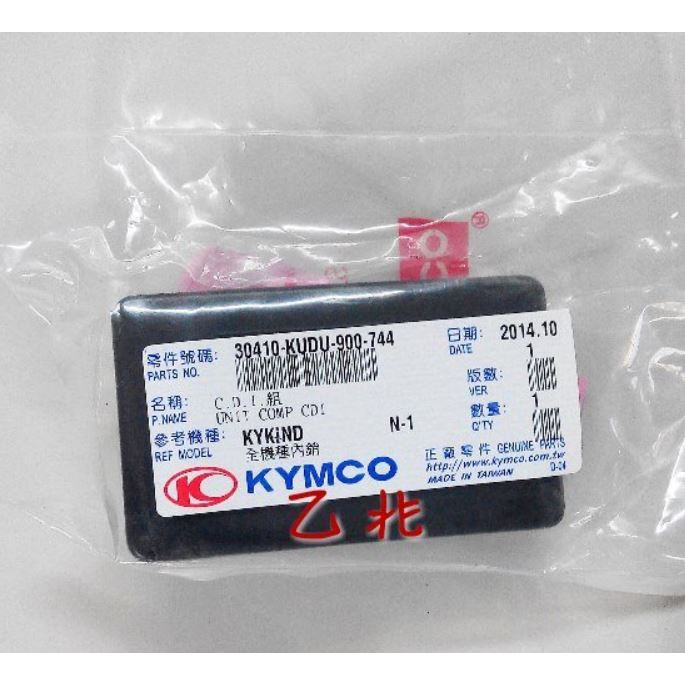 零件號碼: 30410-KUDU-900-744
PARTS NO.
日期: 2014.10
DATE
版數: 1
VER
名稱: C.D.I.組
P.NAME UNIT COMP CDI
數量: 1
Q'TY
參考機種: KYKIND N-1
REF MODEL 全機種內銷
正廠零件 GENUINE PARTS
http://www.kymco.com.tw
MADE IN TAIWAN D-04
KYMCO
乙兆